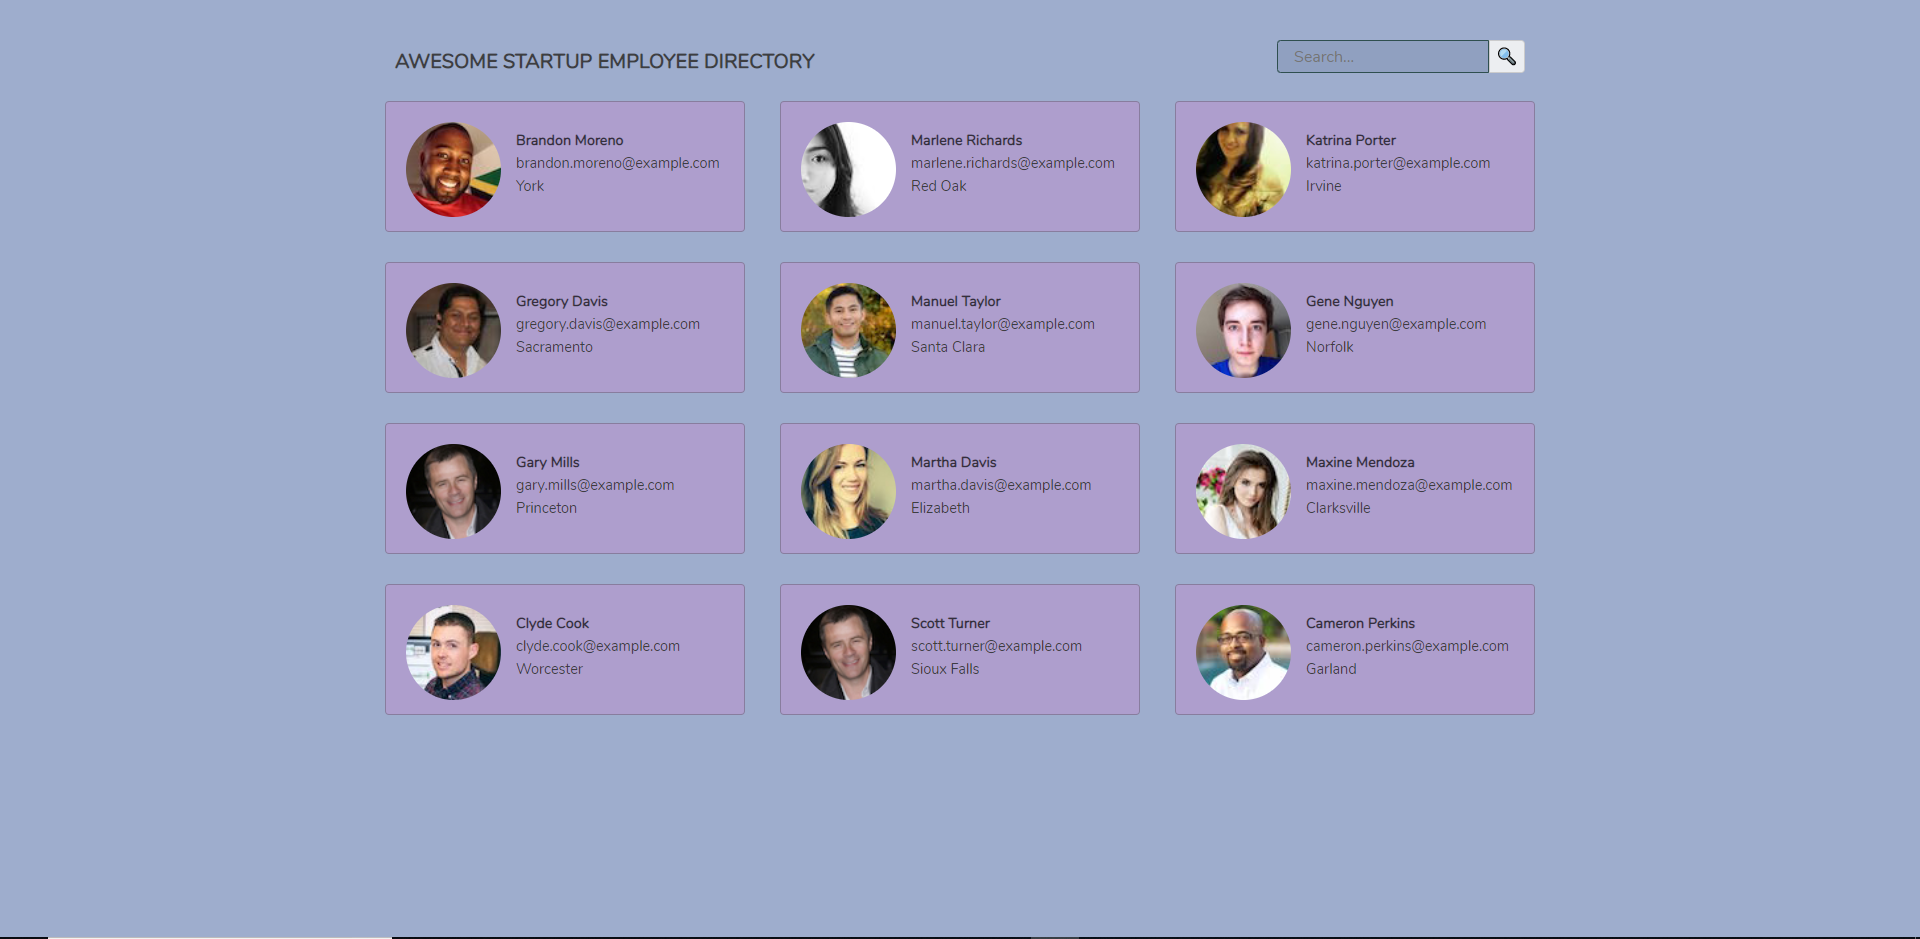 AWESOME STARTUP EMPLOYEE DIRECTORY
Search...
Brandon Moreno
brandon.moreno@example.com
York
Marlene Richards
marlene.richards@example.com
Red Oak
Katrina Porter
katrina.porter@example.com
Irvine
Gregory Davis
gregory.davis@example.com
Sacramento
Manuel Taylor
manuel.taylor@example.com
Santa Clara
Gene Nguyen
gene.nguyen@example.com
Norfolk
Gary Mills
gary.mills@example.com
Princeton
Martha Davis
martha.davis@example.com
Elizabeth
Maxine Mendoza
maxine.mendoza@example.com
Clarksville
Clyde Cook
clyde.cook@example.com
Worcester
Scott Turner
scott.turner@example.com
Sioux Falls
Cameron Perkins
cameron.perkins@example.com
Garland